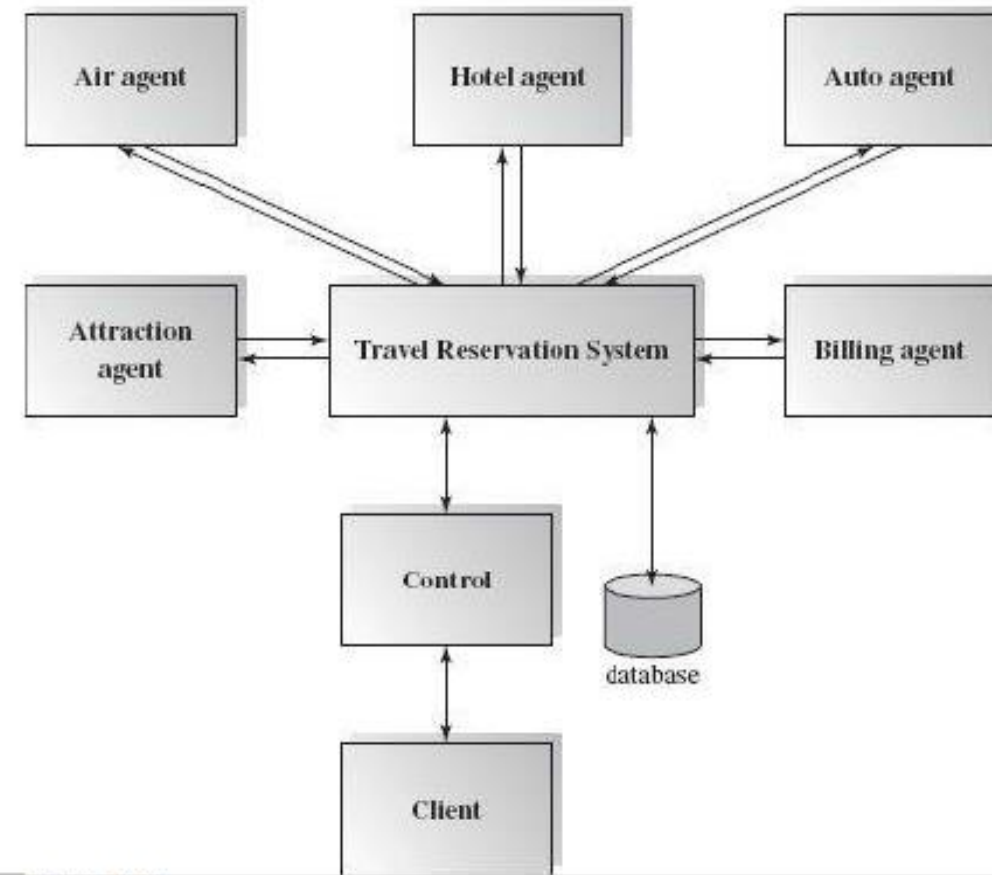 Air agent
Hotel agent
Auto agent
Attraction
agent
Travel Reservation System
Billing agent
Control
database
Client